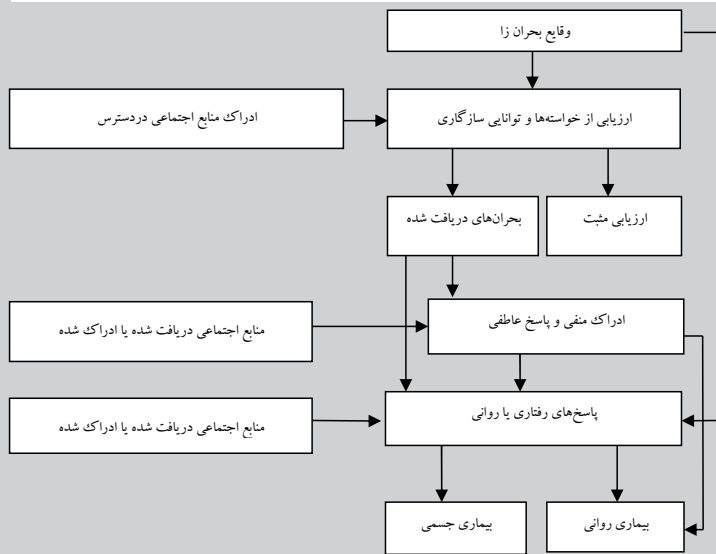 وقایع بحران زا
ارزیابی از خواسته‌ها و توانایی سازگاری
ادراک منابع اجتماعی دردسترس
ارزیابی مثبت
بحران‌های دریافت شده
ادراک منفی و پاسخ عاطفی
منابع اجتماعی دریافت شده یا ادراک شده
پاسخ‌های رفتاری یا روانی
منابع اجتماعی دریافت شده یا ادراک شده
بیماری روانی
بیماری جسمی